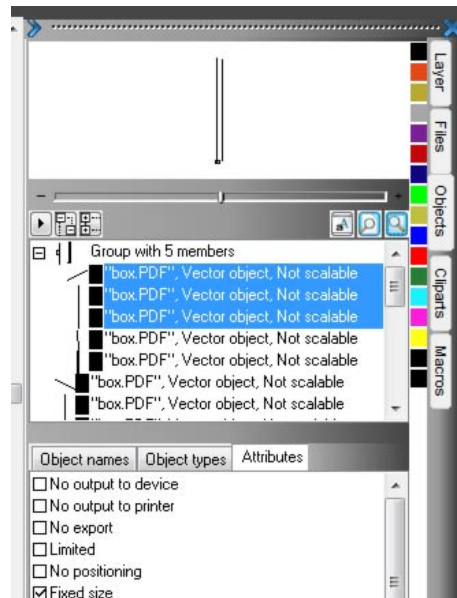 Layer
Files
Objects
Cliparts
Macros
- +
Group with 5 members
"box.PDF", Vector object, Not scalable
"box.PDF", Vector object, Not scalable
"box.PDF", Vector object, Not scalable
"box.PDF", Vector object, Not scalable
"box.PDF", Vector object, Not scalable
"box.PDF", Vector object, Not scalable
"box.PDF", Vector object, Not scalable
Object names Object types Attributes
No output to device
No output to printer
No export
Limited
No positioning
Fixed size